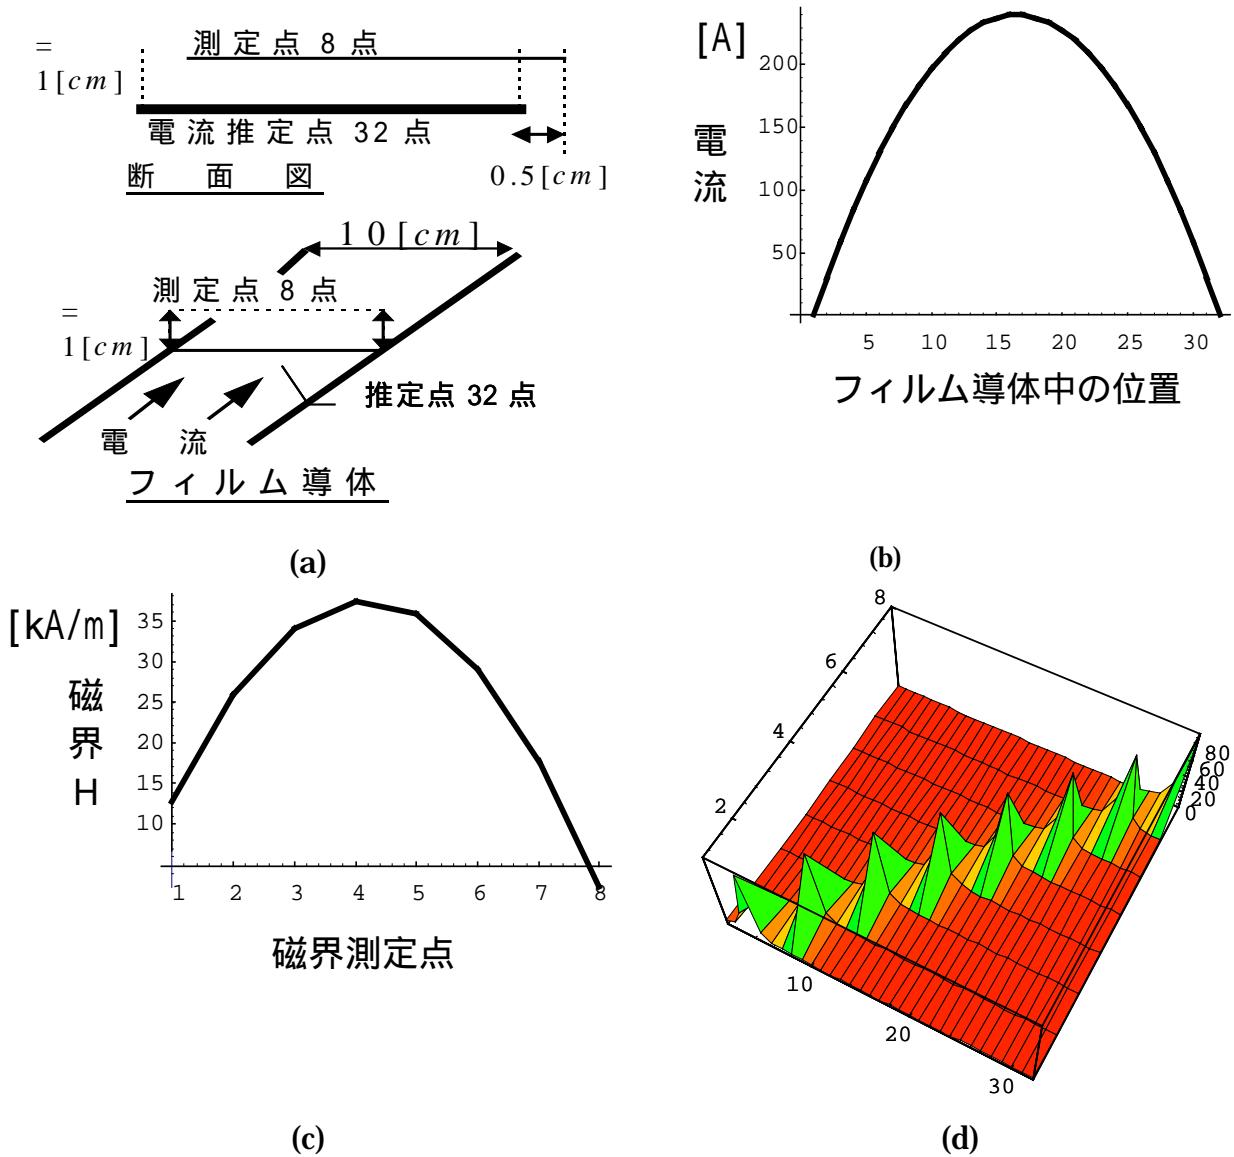 =
1[cm]
測定点 8 点
電流推定点 32 点
断面図
0.5[cm]
10[cm]
測定点 8 点
=
1[cm]
推定点 32 点
電流
フィルム導体
(a)
[A]
電流
200
150
100
50
5 10 15 20 25 30
フィルム導体中の位置
(b)
[kA/m]
磁界H
35
30
25
20
15
10
1 2 3 4 5 6 7 8
磁界測定点
(c)
8
6
4
2
80
60
40
20
0
10
20
30
(d)